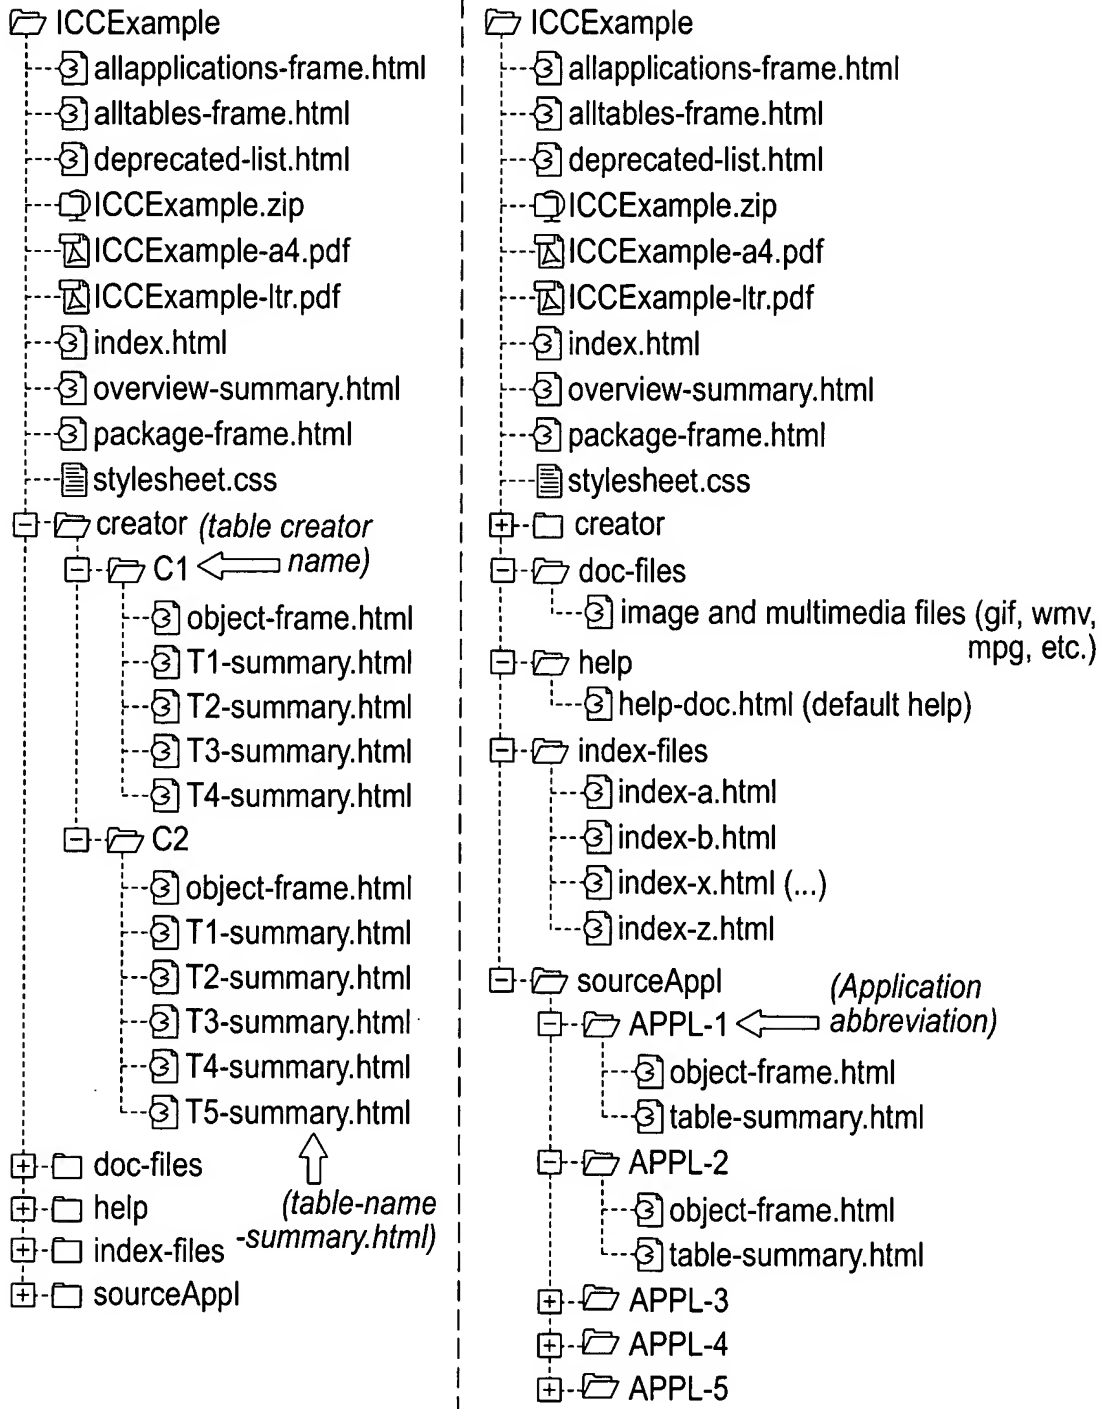 ICCExample
allapplications-frame.html
alltables-frame.html
deprecated-list.html
ICCExample.zip
ICCExample-a4.pdf
ICCExample-ltr.pdf
index.html
overview-summary.html
package-frame.html
stylesheet.css
creator (table creator
name)
C1
object-frame.html
T1-summary.html
T2-summary.html
T3-summary.html
T4-summary.html
C2
object-frame.html
T1-summary.html
T2-summary.html
T3-summary.html
T4-summary.html
T5-summary.html
doc-files
help
(table-name
index-files
-summary.html)
sourceAppl
ICCExample
allapplications-frame.html
alltables-frame.html
deprecated-list.html
ICCExample.zip
ICCExample-a4.pdf
ICCExample-ltr.pdf
index.html
overview-summary.html
package-frame.html
stylesheet.css
creator
doc-files
image and multimedia files (gif, wmv,
mpg, etc.)
help
help-doc.html (default help)
index-files
index-a.html
index-b.html
index-x.html (...)
index-z.html
sourceAppl
(Application
abbreviation)
APPL-1
object-frame.html
table-summary.html
APPL-2
object-frame.html
table-summary.html
APPL-3
APPL-4
APPL-5